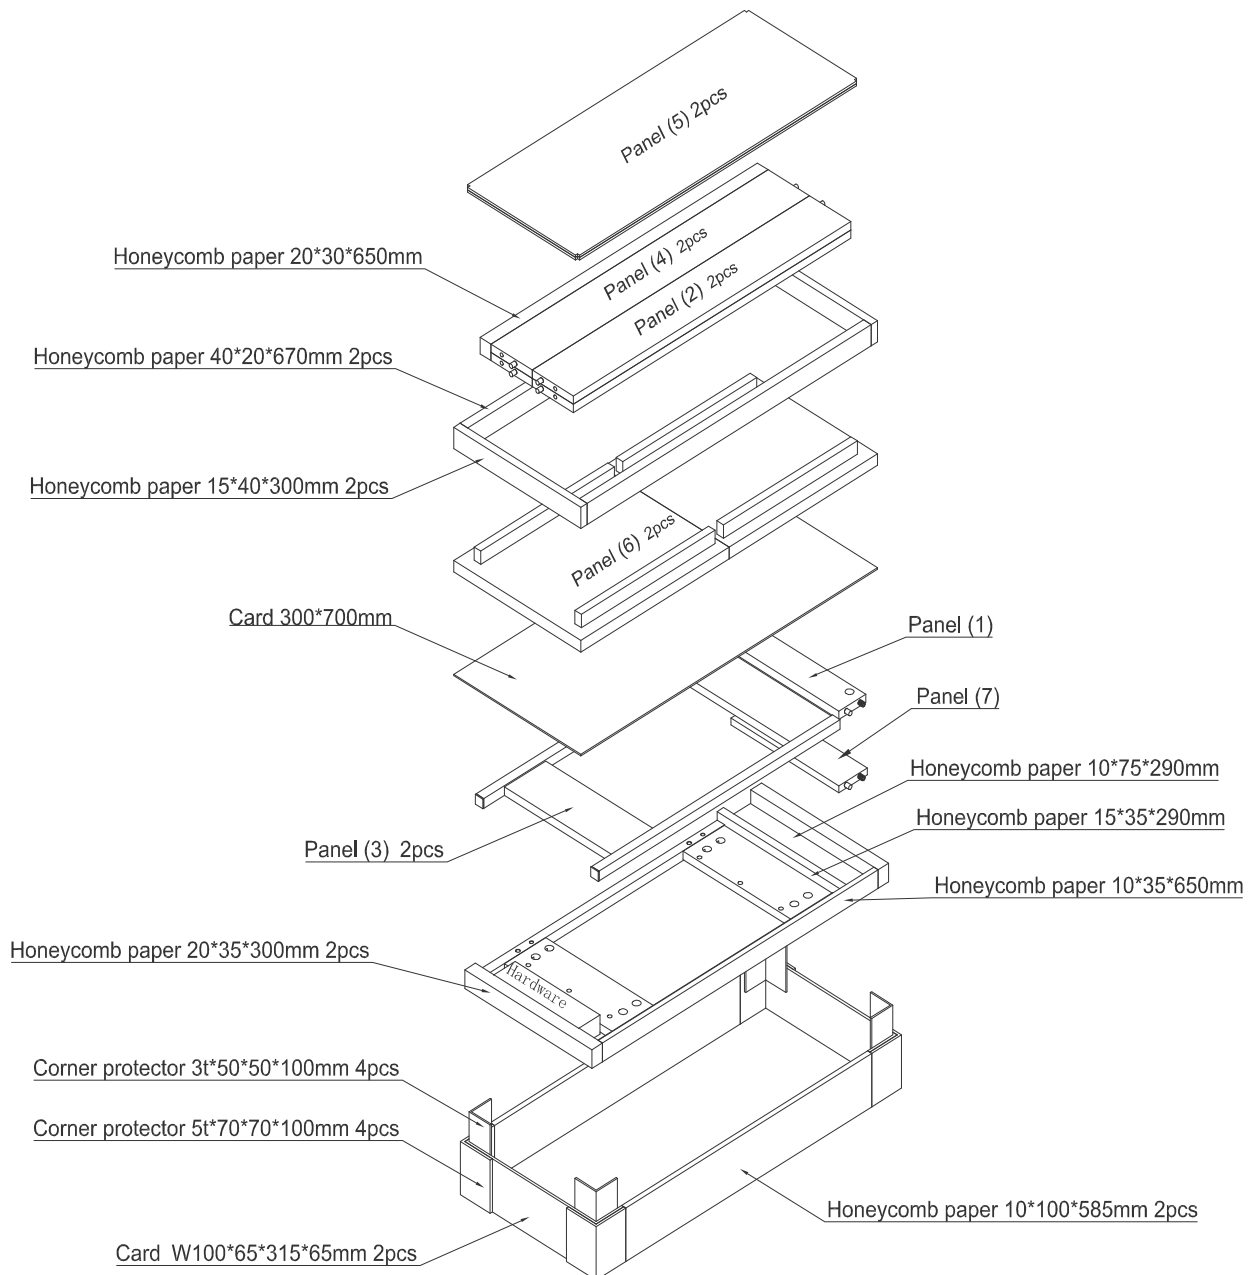 Panel (5) 2pcs
Honeycomb paper 20*30*650mm
Panel (4) 2pcs
Panel (2) 2pcs
Honeycomb paper 40*20*670mm 2pcs
Honeycomb paper 15*40*300mm 2pcs
Panel (6) 2pcs
Card 300*700mm
Panel (1)
Panel (7)
Honeycomb paper 10*75*290mm
Honeycomb paper 15*35*290mm
Panel (3) 2pcs
Honeycomb paper 10*35*650mm
Honeycomb paper 20*35*300mm 2pcs
Hardware
Corner protector 3t*50*50*100mm 4pcs
Corner protector 5t*70*70*100mm 4pcs
Honeycomb paper 10*100*585mm 2pcs
Card W100*65*315*65mm 2pcs